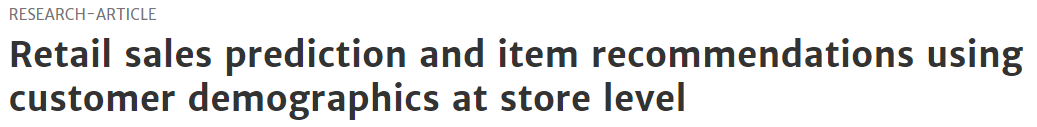 RESEARCH-ARTICLE
Retail sales prediction and item recommendations using
customer demographics at store level